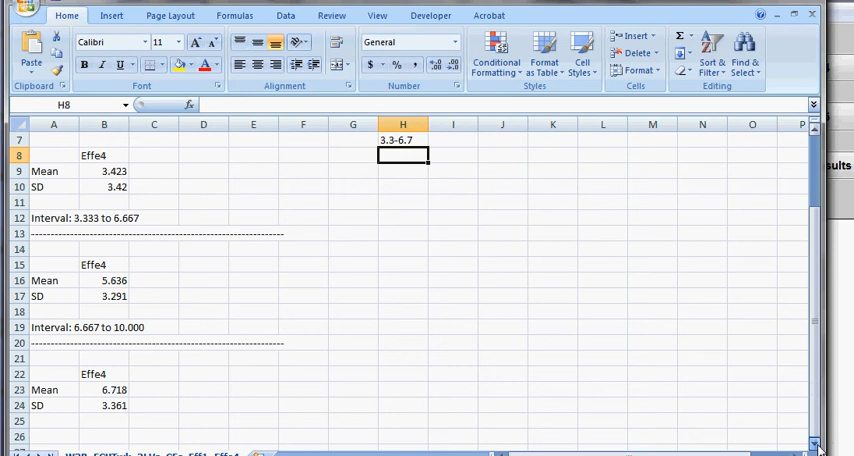 Home Insert Page Layout Formulas Data Review View Developer Acrobat
Calibri 11 A A General Insert Σ
Paste B I U A $ % , Conditional Formatting Format as Table Cell Styles Delete Format Sort & Filter Find & Select
Clipboard Font Alignment Number Styles Cells Editing
H8 fx
A B C D E F G H I J K L M N O P
7 3.3-6.7
8 Effe4
9 Mean 3.423
10 SD 3.42
11
12 Interval: 3.333 to 6.667
13 ----------------------------------------------------------------
14
15 Effe4
16 Mean 5.636
17 SD 3.291
18
19 Interval: 6.667 to 10.000
20 ----------------------------------------------------------------
21
22 Effe4
23 Mean 6.718
24 SD 3.361
25
26
sults